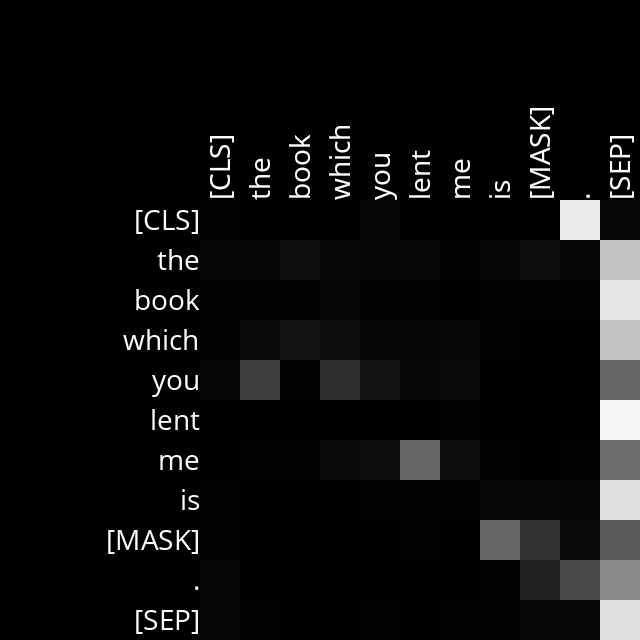 [CLS] the book which you lent me is [MASK] . [SEP]
[CLS]
the
book
which
you
lent
me
is
[MASK]
.
[SEP]